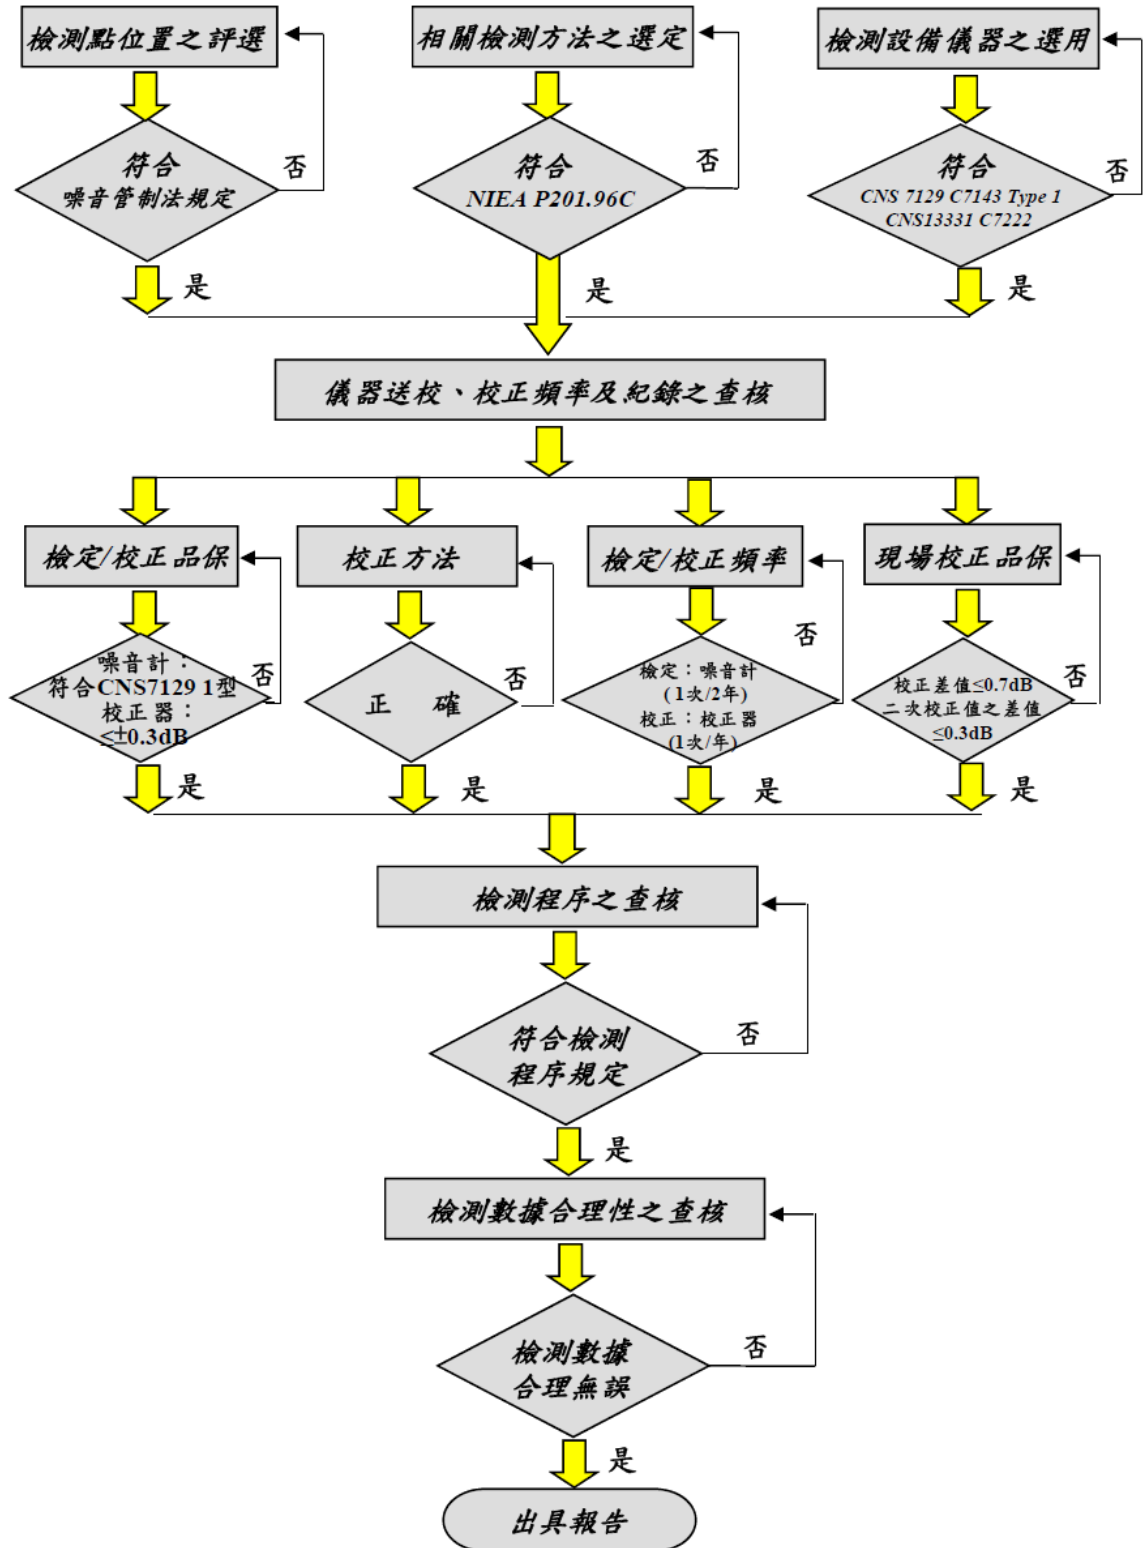 檢測點位置之評選
相關檢測方法之選定
檢測設備儀器之選用
符合
噪音管制法規定
否
符合
NIEA P201.96C
否
符合
CNS 7129 C7143 Type 1
CNS13331 C7222
否
是
是
是
儀器送校、校正頻率及紀錄之查核
檢定/校正品保
校正方法
檢定/校正頻率
現場校正品保
噪音計：
符合CNS7129 1型
校正器：
≤±0.3dB
否
正 確
否
檢定：噪音計
(1次/2年)
校正：校正器
(1次/年)
否
校正差值≤0.7dB
二次校正值之差值
≤0.3dB
否
是
是
是
是
檢測程序之查核
符合檢測
程序規定
否
是
檢測數據合理性之查核
檢測數據
合理無誤
否
是
出具報告